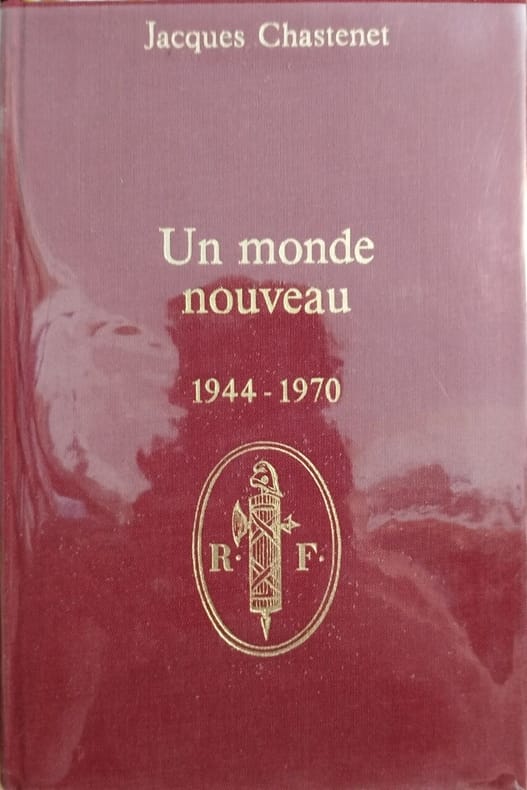 Jacques Chastenet
Un monde
nouveau
1944-1970
R. F.